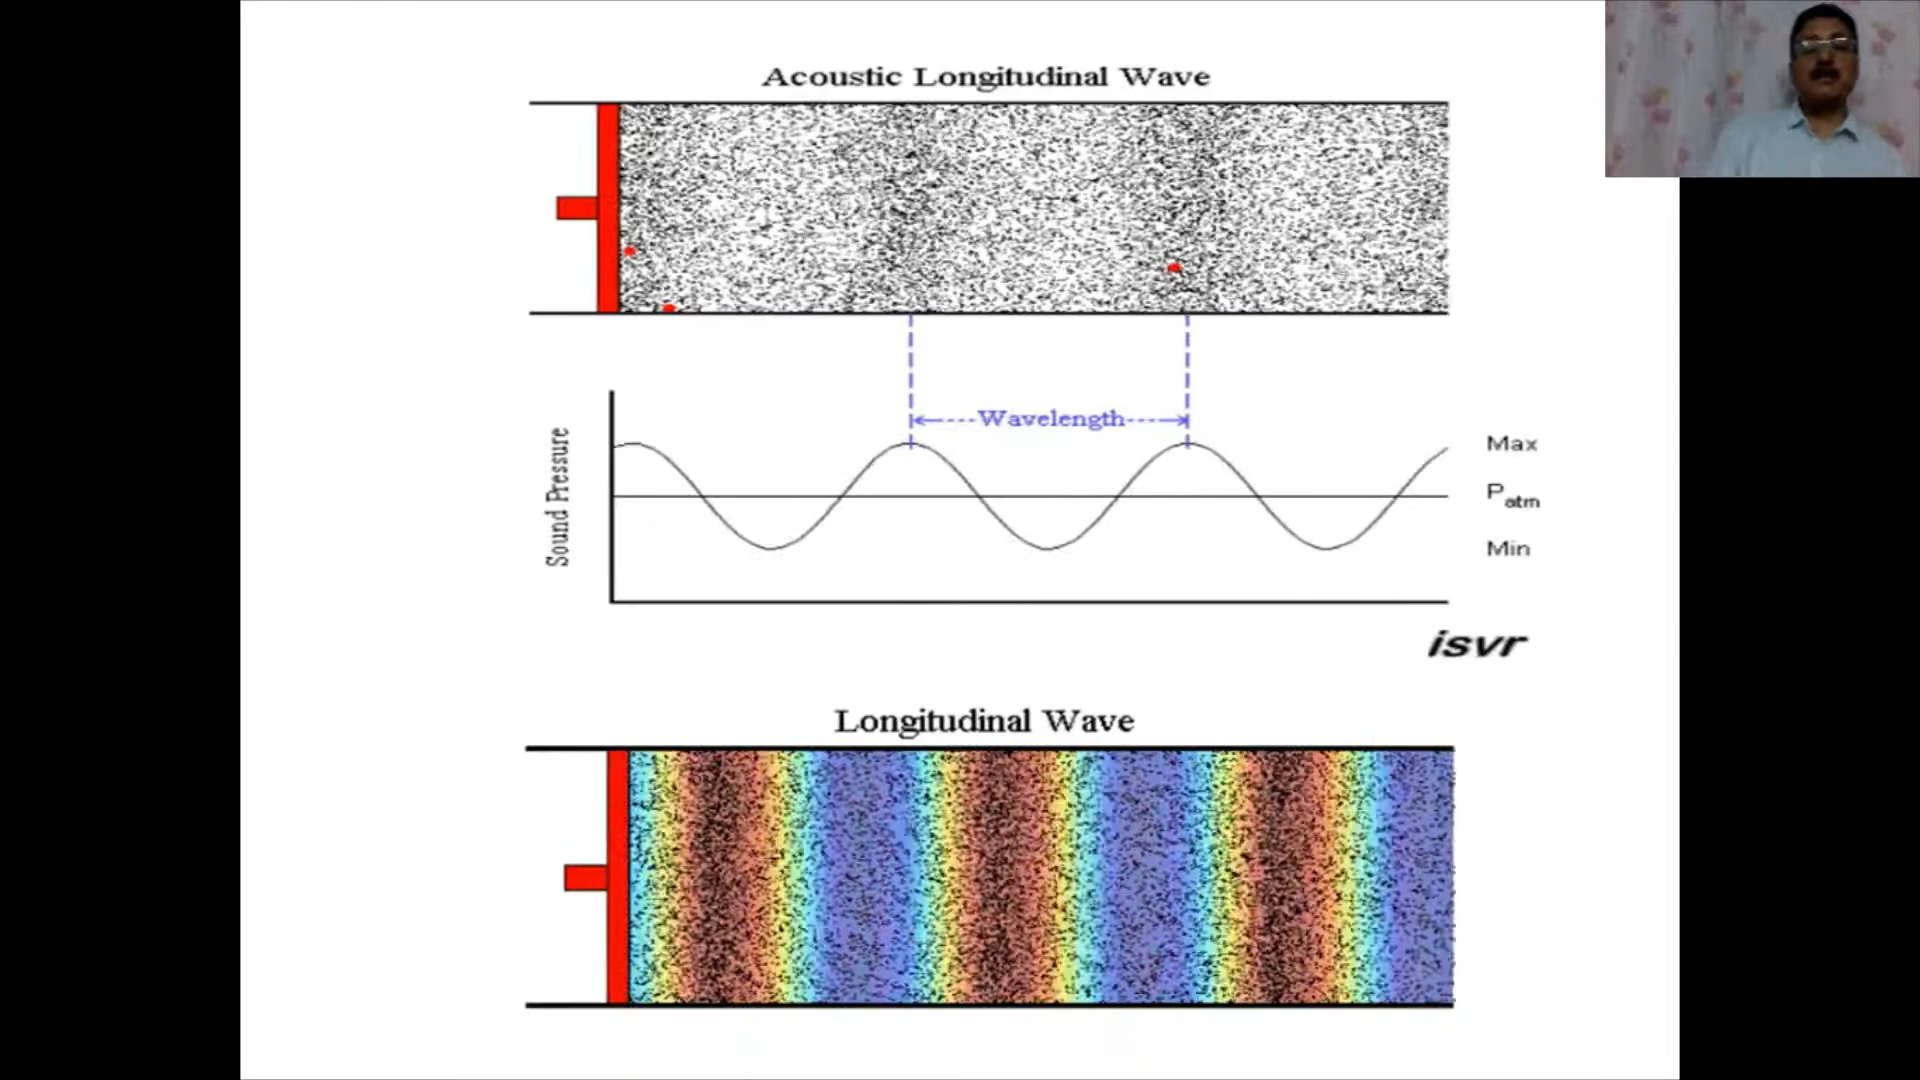 Acoustic Longitudinal Wave
Wavelength
Sound Pressure
Max
Patm
Min
isvr
Longitudinal Wave